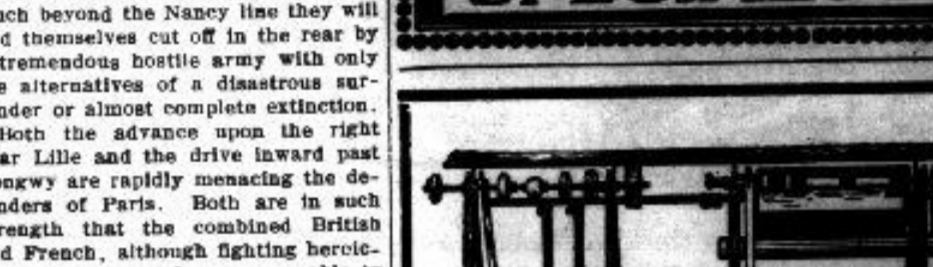 beyond the Nancy line they will
themselves cut off in the rear by
tremendous hostile army with only
alternatives of a disastrous sur-
nder or almost complete extinction.
Both the advance upon the right
ar Lille and the drive inward past
ongwy are rapidly menacing the de-
nders of Paris. Both are in such
rength that the combined British
d French, although fighting heroic-